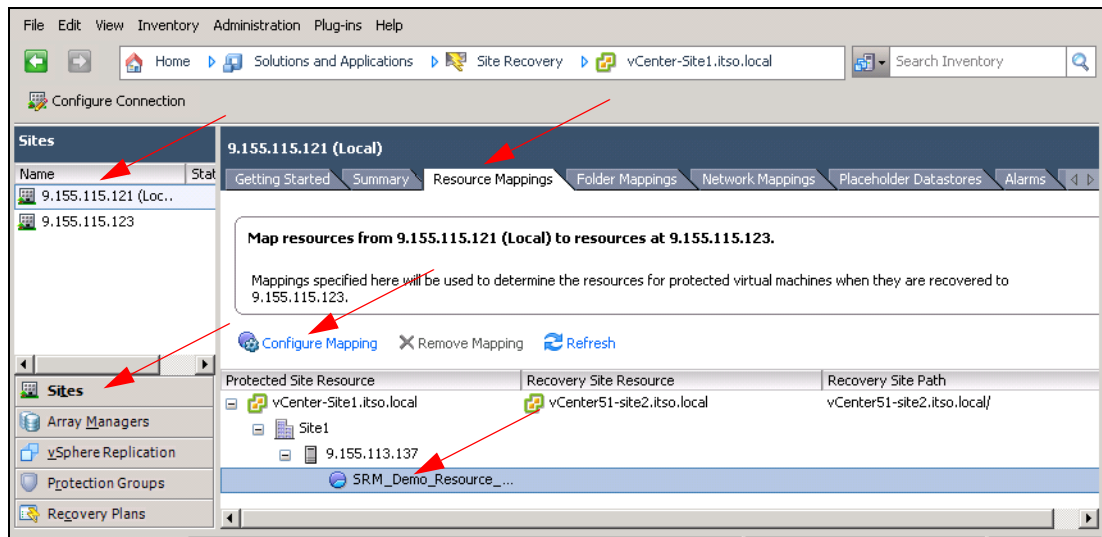 File Edit View Inventory Administration Plug-ins Help
Home Solutions and Applications Site Recovery vCenter-Site1.itso.local Search Inventory
Configure Connection
Sites
Name Stat
9.155.115.121 (Loc..
9.155.115.123
Sites
Array Managers
vSphere Replication
Protection Groups
Recovery Plans
9.155.115.121 (Local)
Getting Started Summary Resource Mappings Folder Mappings Network Mappings Placeholder Datastores Alarms
Map resources from 9.155.115.121 (Local) to resources at 9.155.115.123.
Mappings specified here will be used to determine the resources for protected virtual machines when they are recovered to
9.155.115.123.
Configure Mapping Remove Mapping Refresh
Protected Site Resource Recovery Site Resource Recovery Site Path
vCenter-Site1.itso.local vCenter51-site2.itso.local vCenter51-site2.itso.local/
Site1
9.155.113.137
SRM_Demo_Resource_...